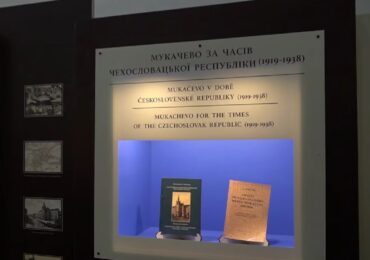 МУКАЧЕВО ЗА ЧАСІВ
ЧЕХОСЛОВАЦЬКОЇ РЕСПУБЛІКИ (1919-1938)
MUKAČEVO V DOBĚ
ČESKOSLOVENSKÉ REPUBLIKY (1919-1938)
MUKACHEVO FOR THE TIMES
OF THE CZECHOSLOVAK REPUBLIC (1919-1938)